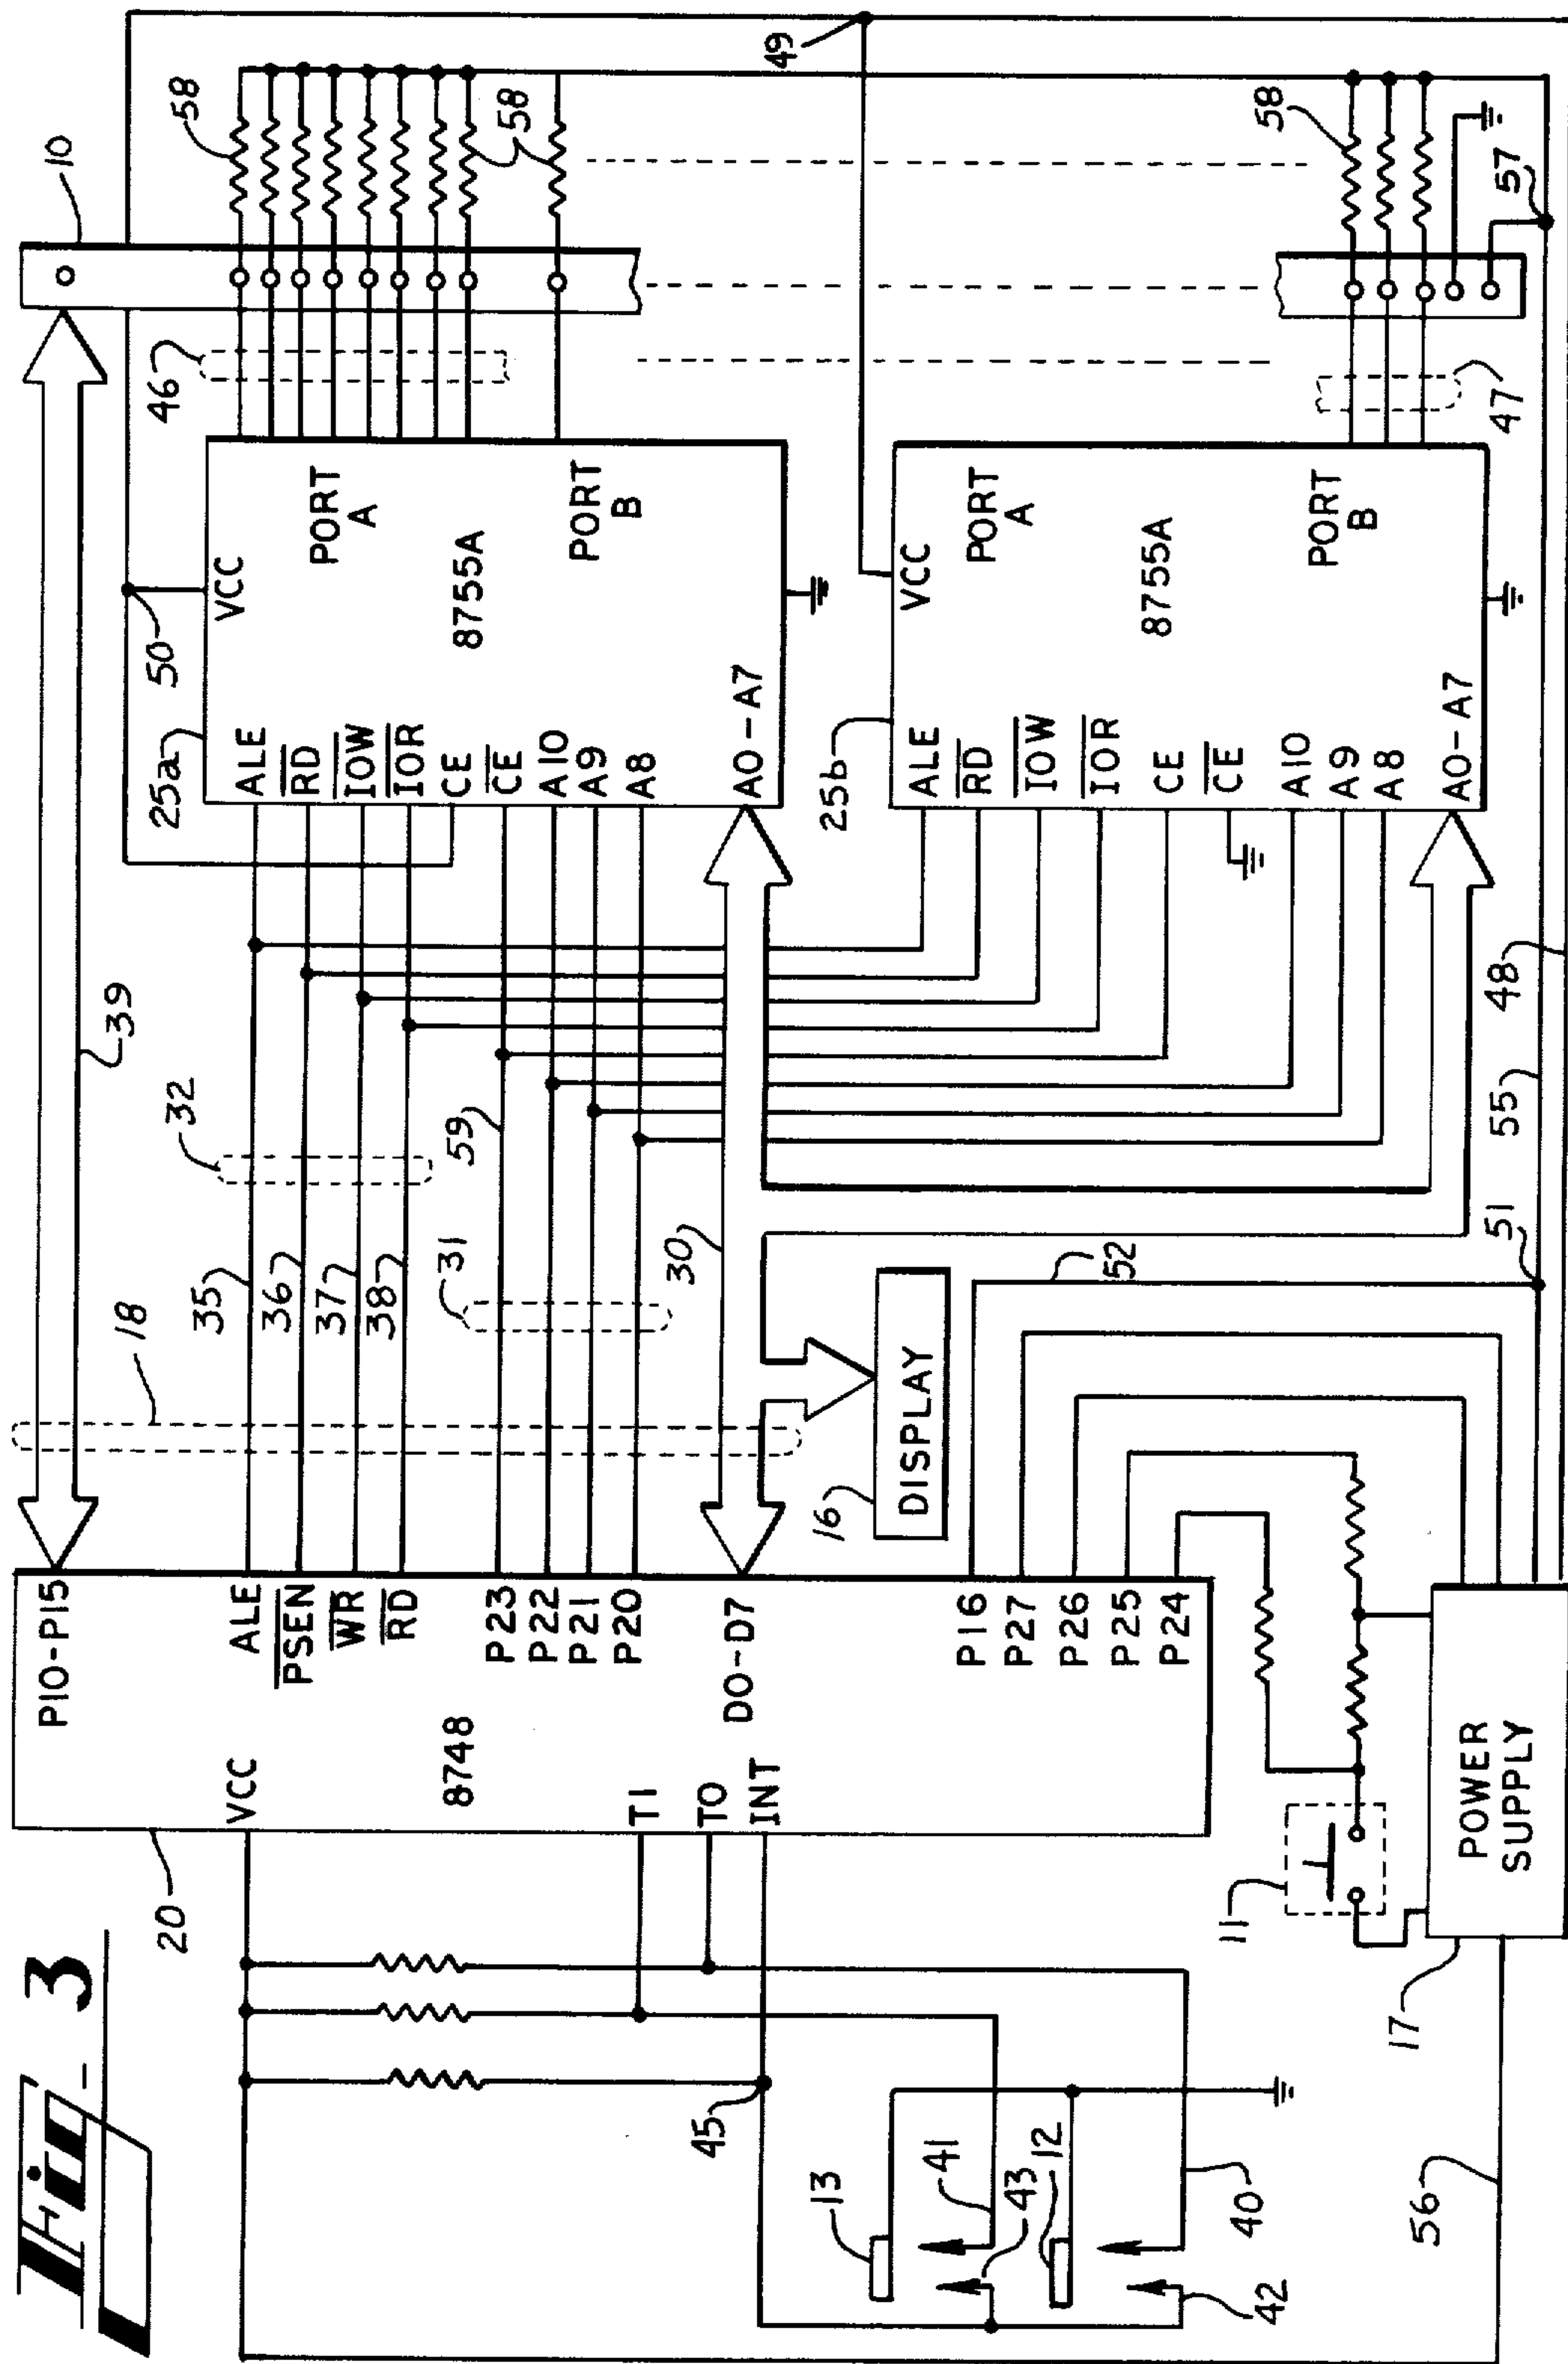 Fig_ 3
10
39
58
58
49
50
46
25a
VCC
PORT A
8755A
PORT B
ALE
RD
IOW
IOR
CE
CE
A10
A9
A8
A0-A7
32
59
35
36
37
38
31
30
18
P10-P15
ALE
PSEN
WR
RD
P23
P22
P21
P20
D0-D7
P16
P27
P26
P25
P24
VCC
8748
T1
T0
INT
20
16
DISPLAY
52
51
25b
VCC
PORT A
8755A
PORT B
ALE
RD
IOW
IOR
CE
CE
A10
A9
A8
A0-A7
58
57
47
48
55
45
13
41
43
12
40
42
11
17
POWER
SUPPLY
56